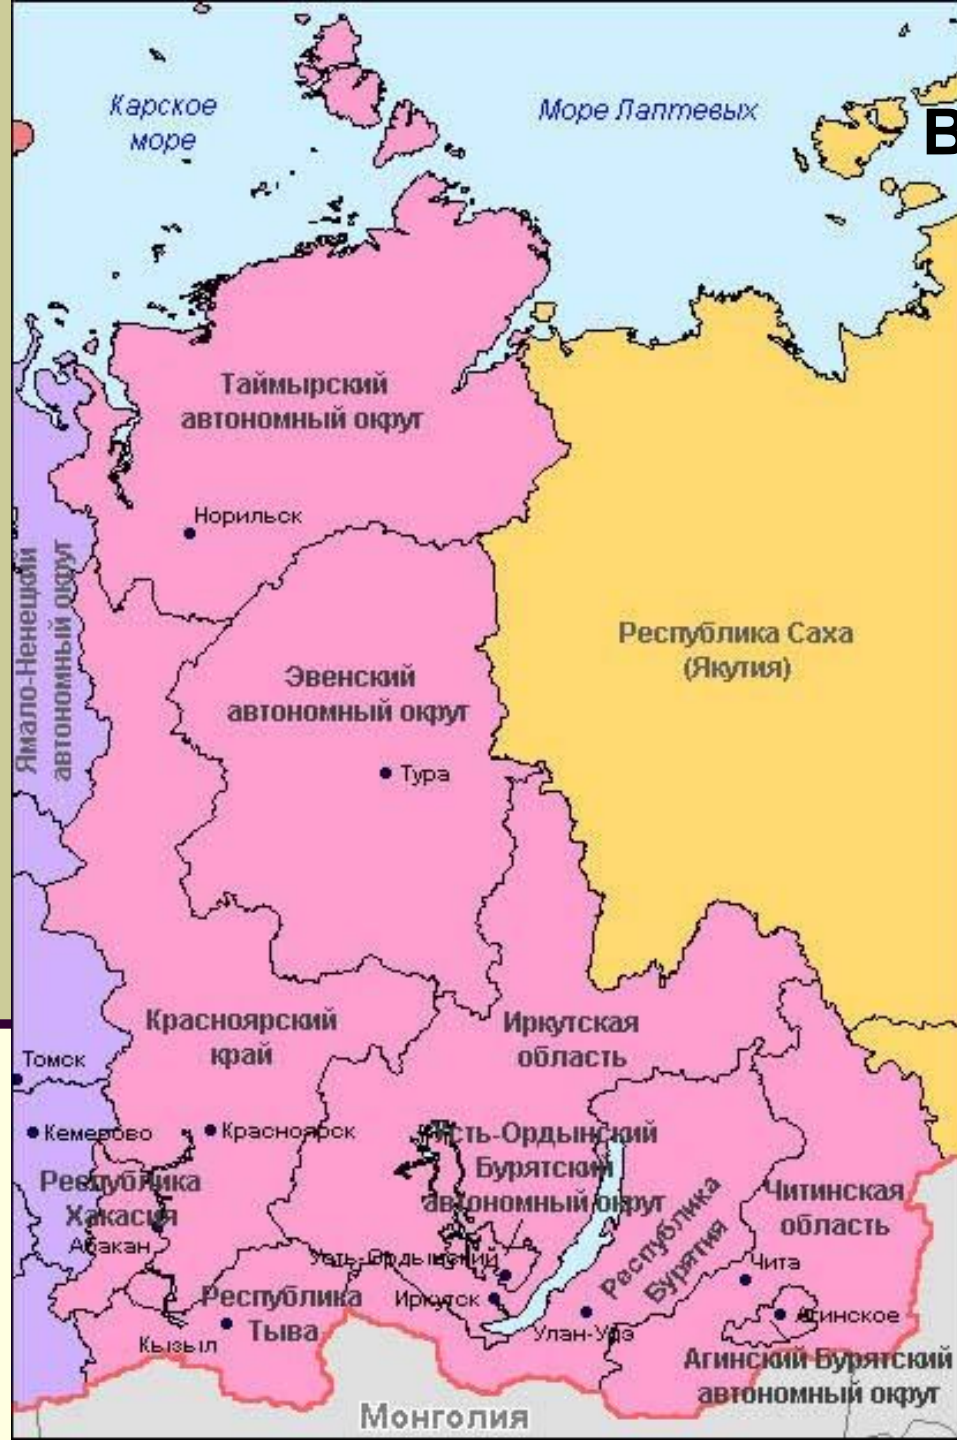 Карское
море
Море Лаптевых
В
Таймырский
автономный округ
Норильск
Ямало-Ненецкий
автономный округ
Республика Саха
(Якутия)
Эвенский
автономный округ
Тура
Красноярский
край
Иркутская
область
Томск
Кемерово
Красноярск
Усть-Ордынский
Бурятский
автономный округ
Республика
Хакасия
Абакан
Читинская
область
Республика
Бурятия
Усть-Ордынский
Чита
Иркутск
Республика
Тыва
Кызыл
Улан-Удэ
Агинское
Агинский Бурятский
автономный округ
Монголия